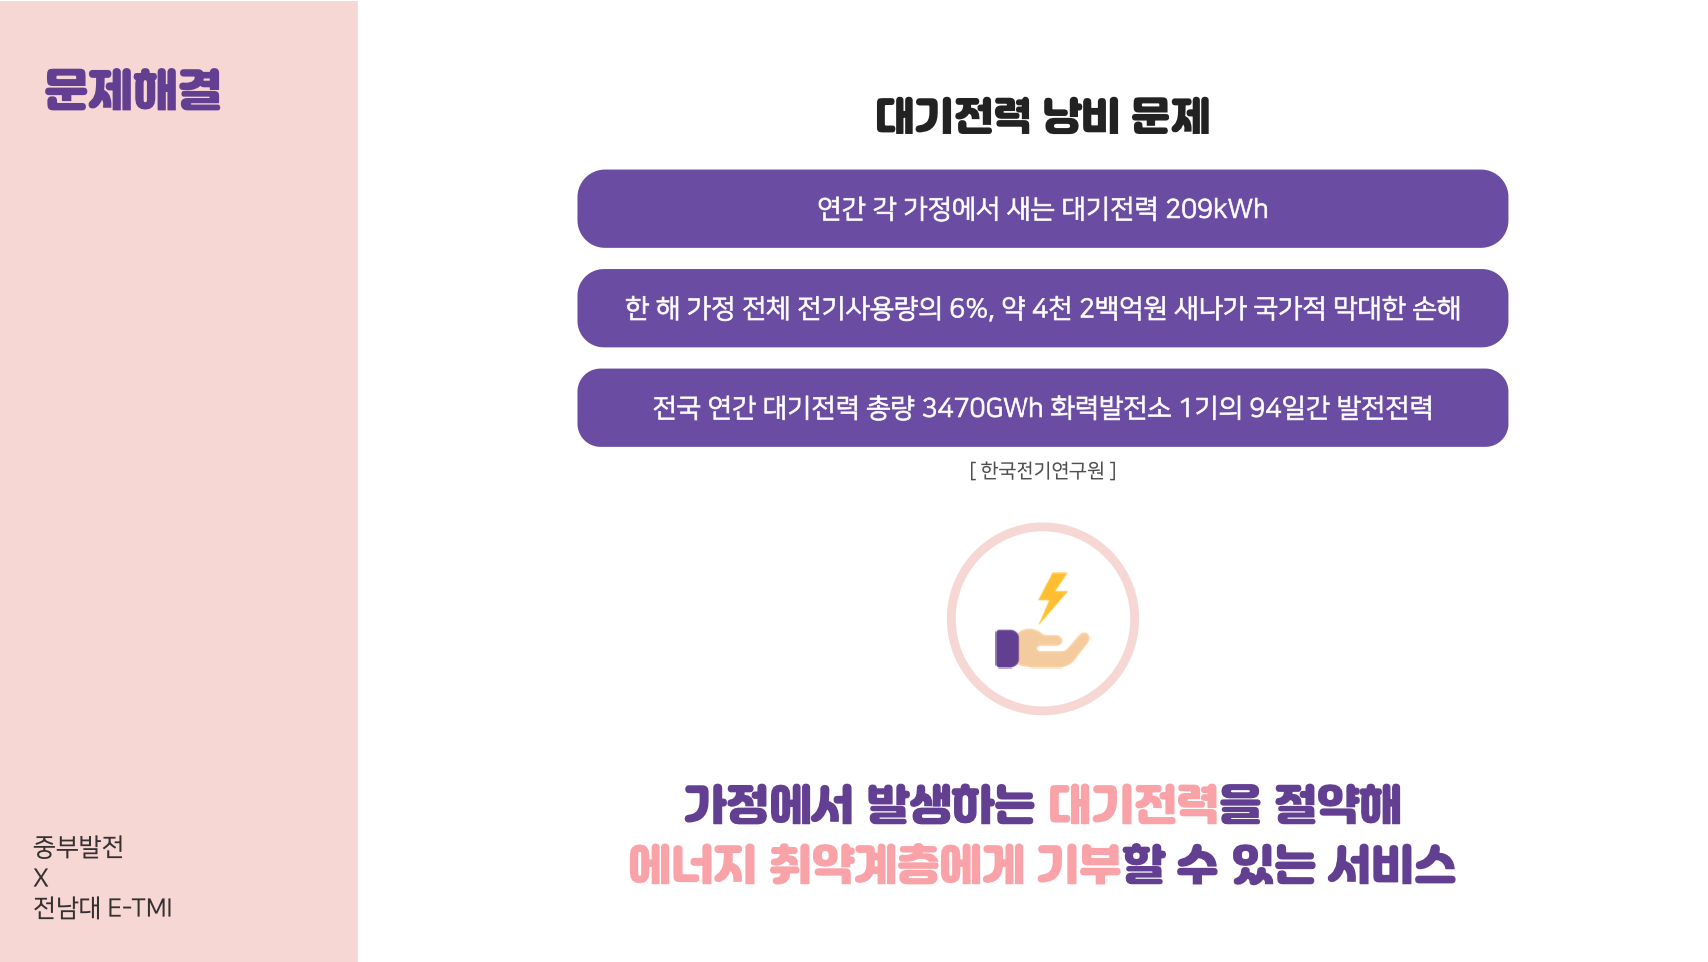 문제해결
대기전력 낭비 문제
연간 각 가정에서 새는 대기전력 209kWh
한 해 가정 전체 전기사용량의 6%, 약 4천 2백억원 새나가 국가적 막대한 손해
전국 연간 대기전력 총량 3470GWh 화력발전소 1기의 94일간 발전전력
[ 한국전기연구원 ]
가정에서 발생하는 대기전력을 절약해
에너지 취약계층에게 기부할 수 있는 서비스
중부발전
X
전남대 E-TMI